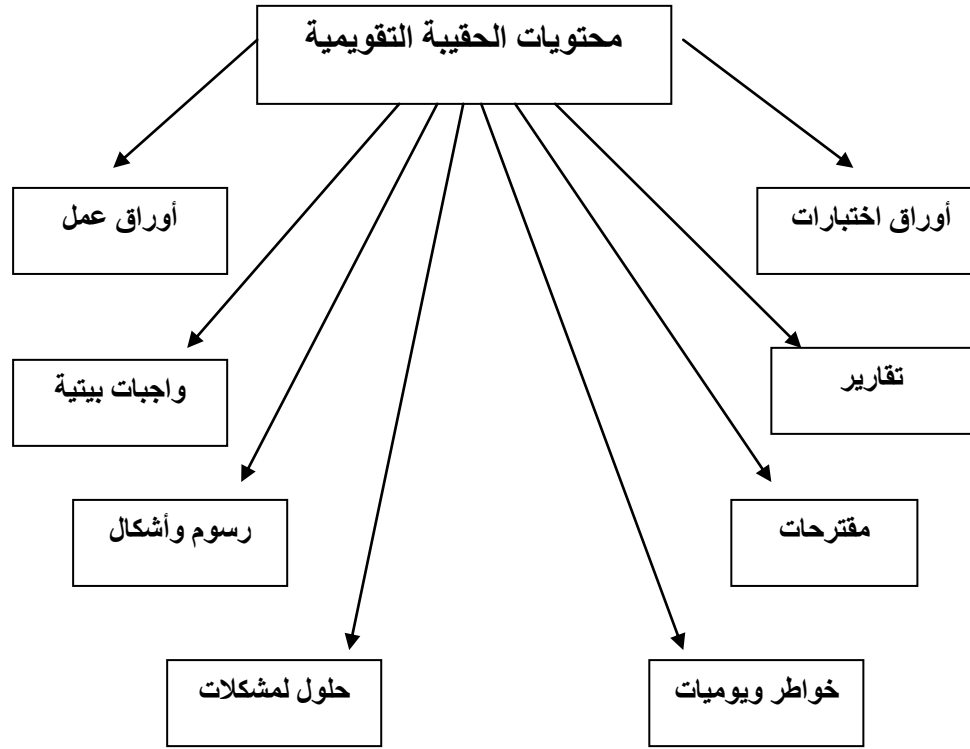 محتويات الحقيبة التقويمية
أوراق اختبارات
أوراق عمل
تقارير
واجبات بيتية
مقترحات
رسوم وأشكال
خواطر ويوميات
حلول لمشكلات